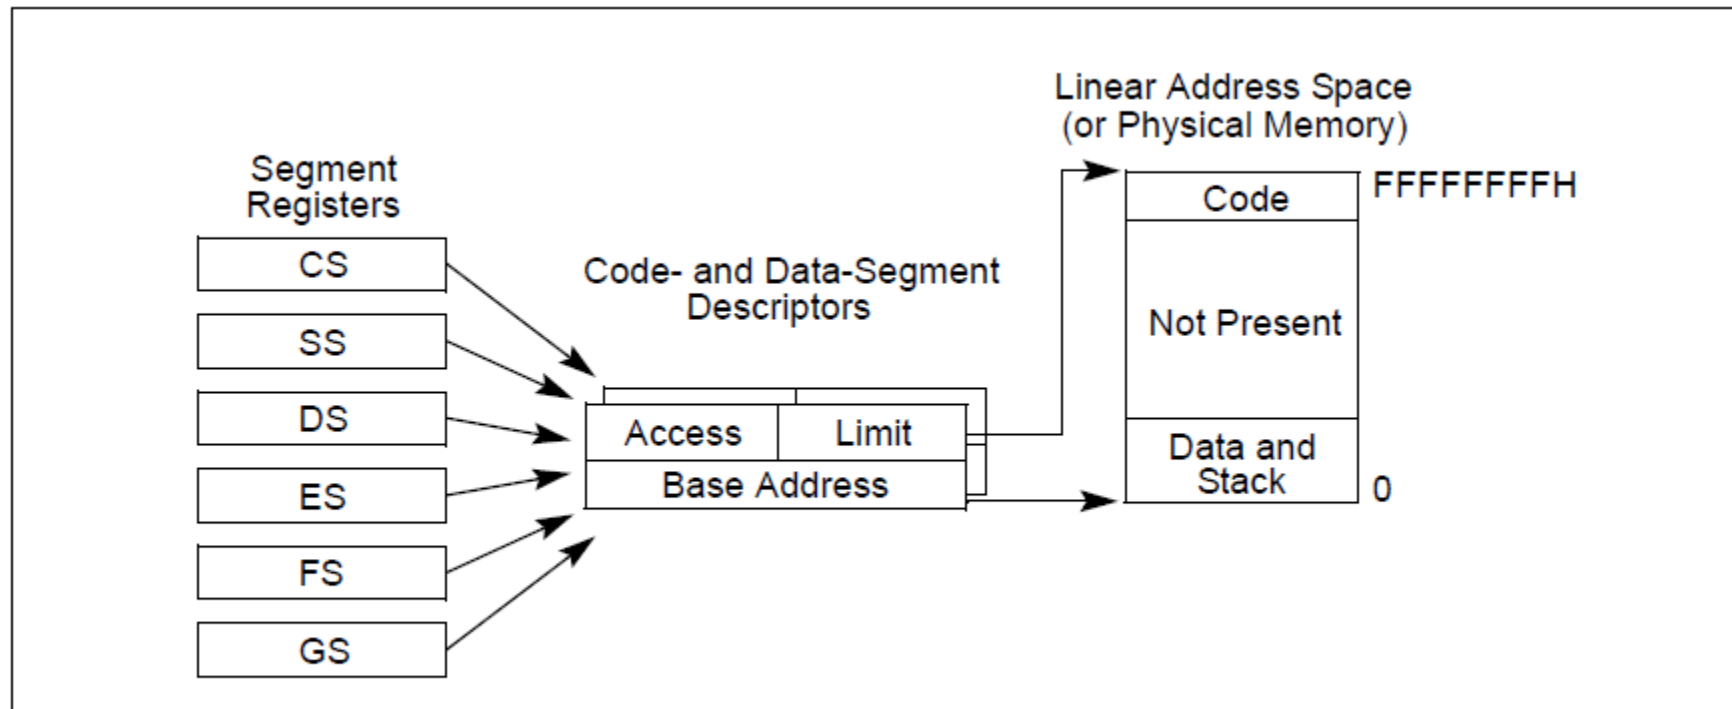 Linear Address Space
(or Physical Memory)
Segment
Registers
FFFFFFFFH
Code
CS
Code- and Data-Segment
Descriptors
SS
Not Present
DS
Access
Limit
Data and
Stack
ES
Base Address
0
FS
GS